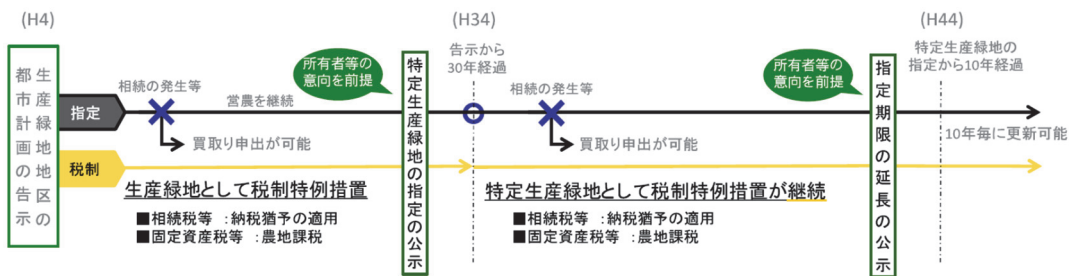 (H4)
(H34)
(H44)
生産緑地地区の
都市計画の告示
指定
税制
相続の発生等
営農を継続
買取り申出が可能
所有者等の
意向を前提
特定生産緑地の指定の公示
告示から
30年経過
相続の発生等
買取り申出が可能
所有者等の
意向を前提
指定期限の延長の公示
特定生産緑地の
指定から10年経過
10年毎に更新可能
生産緑地として税制特例措置
■相続税等 :納税猶予の適用
■固定資産税等 :農地課税
特定生産緑地として税制特例措置が継続
■相続税等 :納税猶予の適用
■固定資産税等 :農地課税